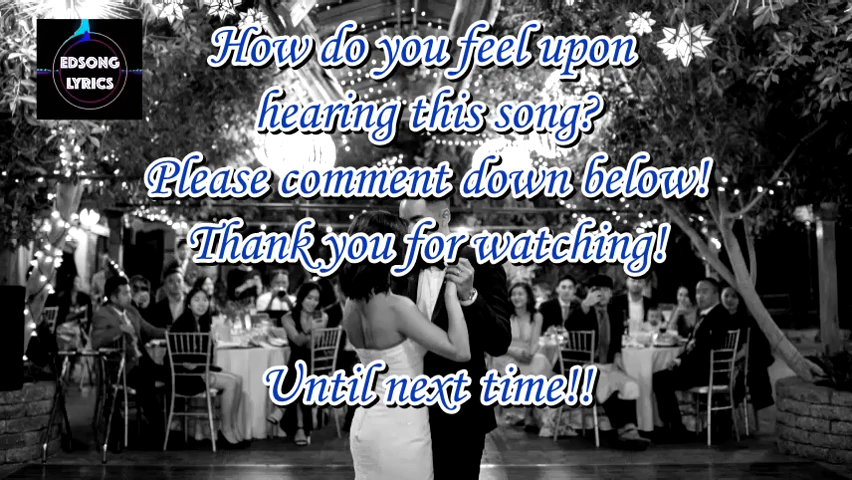 EDSONG
LYRICS
How do you feel upon
hearing this song?
Please comment down below!
Thank you for watching!
Until next time!!